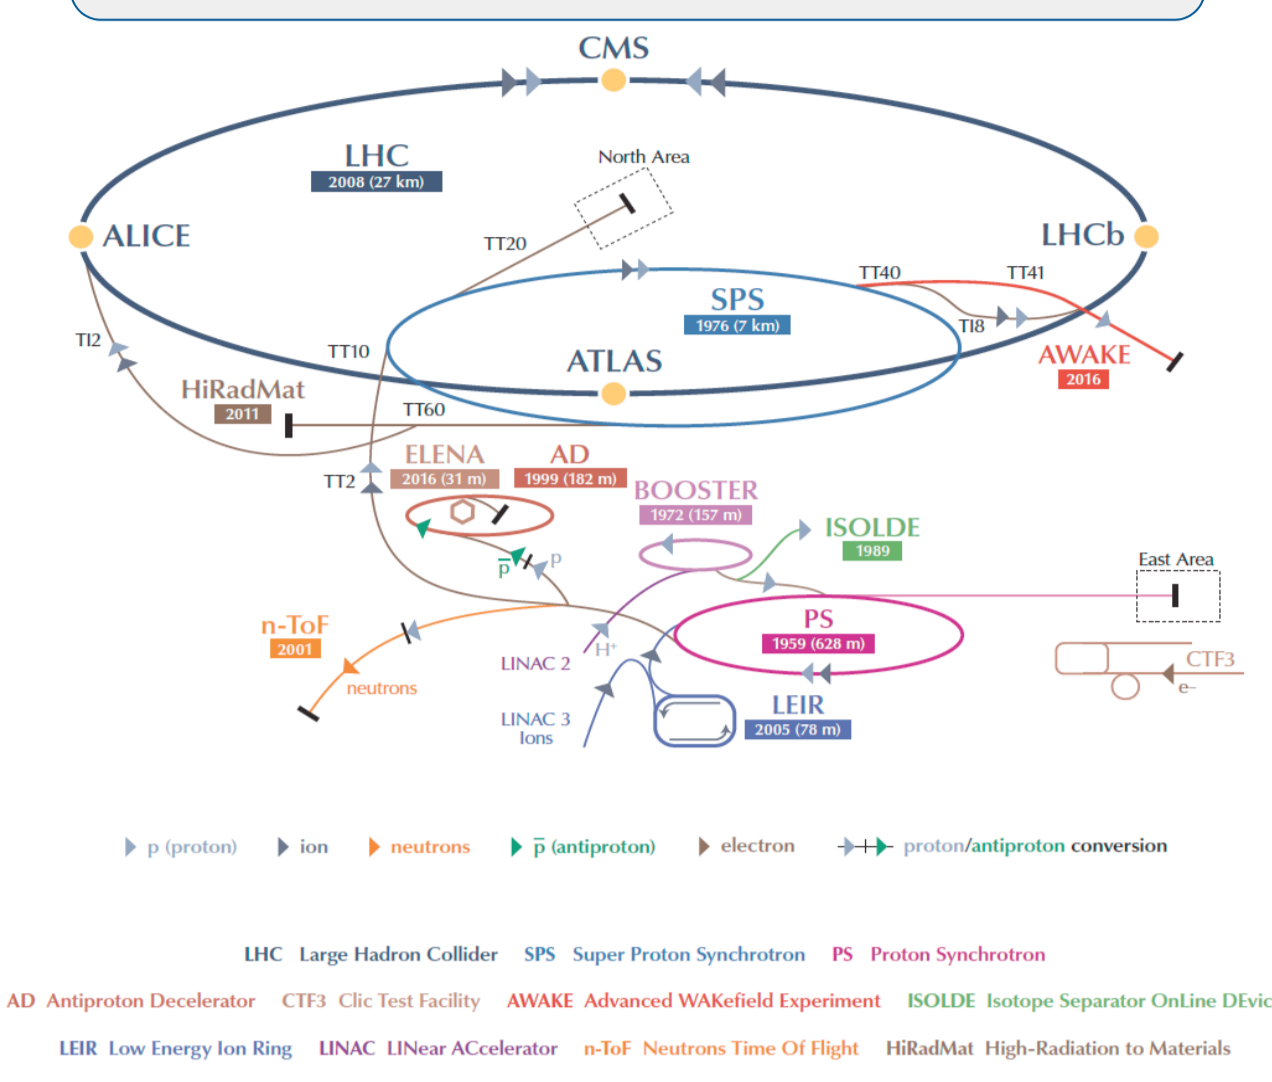 CMS
LHC
2008 (27 km)
North Area
ALICE
LHCb
TT20
TT40
TT41
SPS
1976 (7 km)
TI8
TI2
TT10
ATLAS
AWAKE
2016
HiRadMat
2011
TT60
ELENA
2016 (31 m)
AD
1999 (182 m)
TT2
BOOSTER
1972 (157 m)
ISOLDE
1989
p
p̅
East Area
n-ToF
2001
PS
1959 (628 m)
H+
LINAC 2
neutrons
CTF3
e–
LEIR
2005 (78 m)
LINAC 3
Ions
p (proton) ion neutrons p̅ (antiproton) electron proton/antiproton conversion
LHC Large Hadron Collider SPS Super Proton Synchrotron PS Proton Synchrotron
AD Antiproton Decelerator CTF3 Clic Test Facility AWAKE Advanced WAKefield Experiment ISOLDE Isotope Separator OnLine DEvic
LEIR Low Energy Ion Ring LINAC LINear ACcelerator n-ToF Neutrons Time Of Flight HiRadMat High-Radiation to Materials